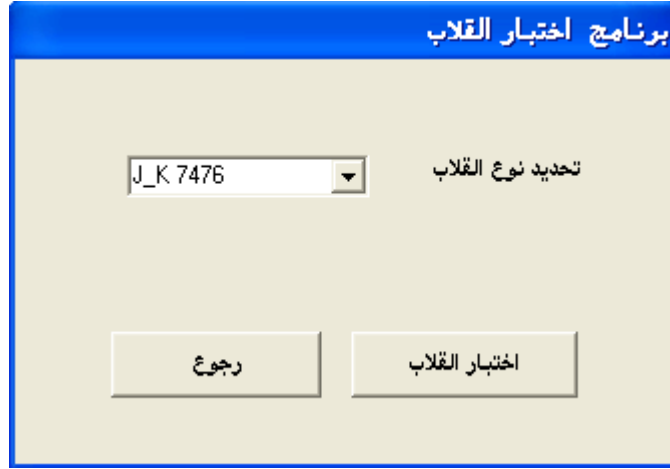 برنامج اختبار القلاب
تحديد نوع القلاب
J_K 7476
اختبار القلاب
رجوع